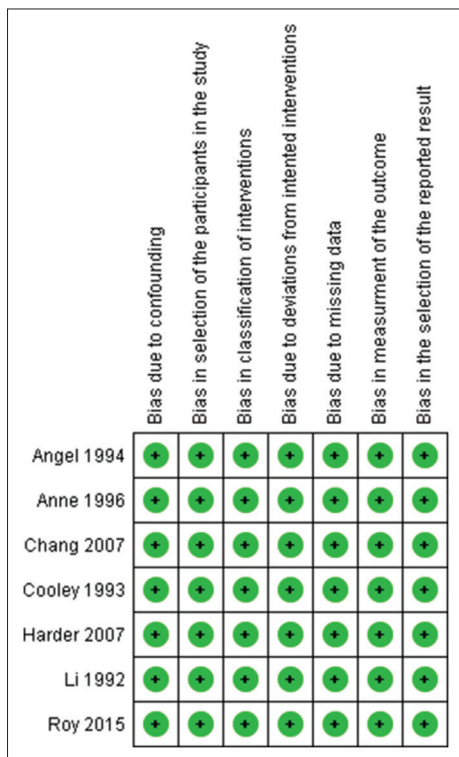 Bias due to confounding
Bias in selection of the participants in the study
Bias in classification of interventions
Bias due to deviations from intented interventions
Bias due to missing data
Bias in measurment of the outcome
Bias in the selection of the reported result
Angel 1994 + + + + + + +
Anne 1996 + + + + + + +
Chang 2007 + + + + + + +
Cooley 1993 + + + + + + +
Harder 2007 + + + + + + +
Li 1992 + + + + + + +
Roy 2015 + + + + + + +